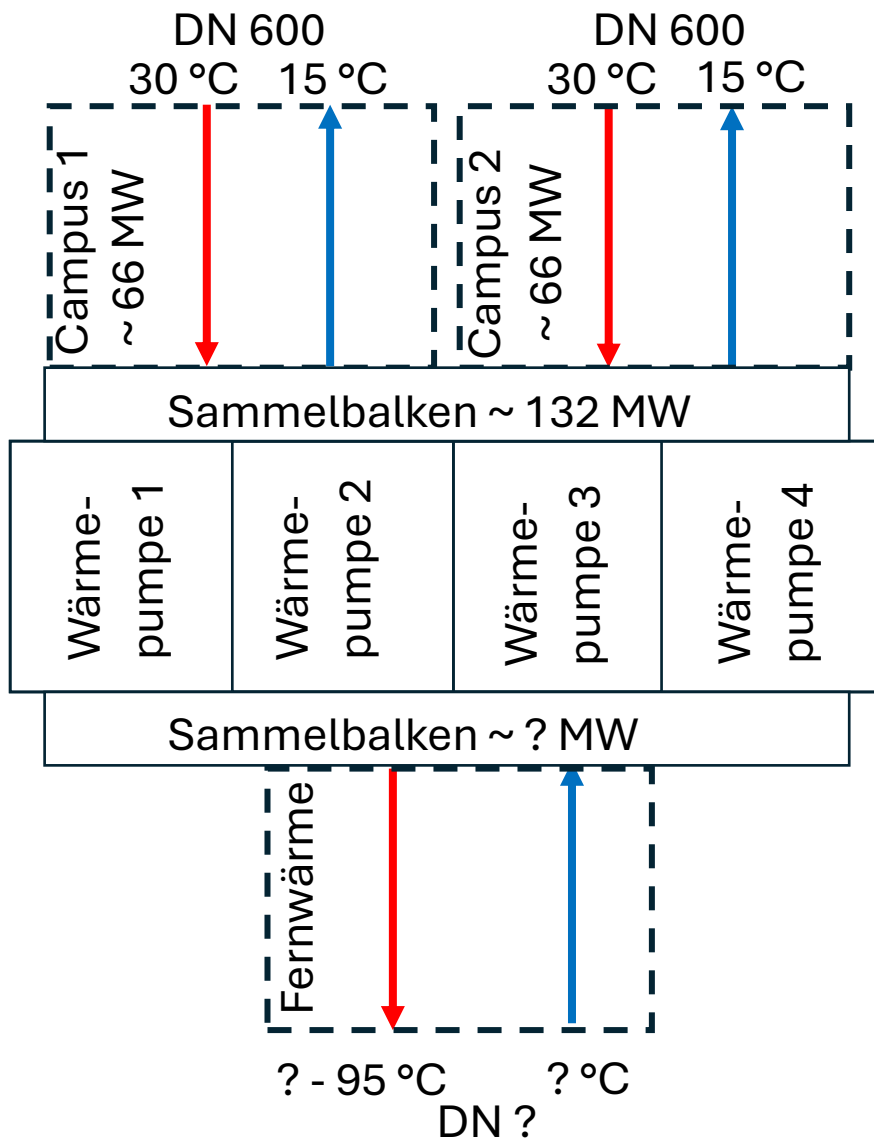 DN 600
30 °C 15 °C
DN 600
30 °C 15 °C
Campus 1
~ 66 MW
Campus 2
~ 66 MW
Sammelbalken ~ 132 MW
Wärme-
pumpe 1
Wärme-
pumpe 2
Wärme-
pumpe 3
Wärme-
pumpe 4
Sammelbalken ~ ? MW
Fernwärme
? - 95 °C ? °C
DN ?